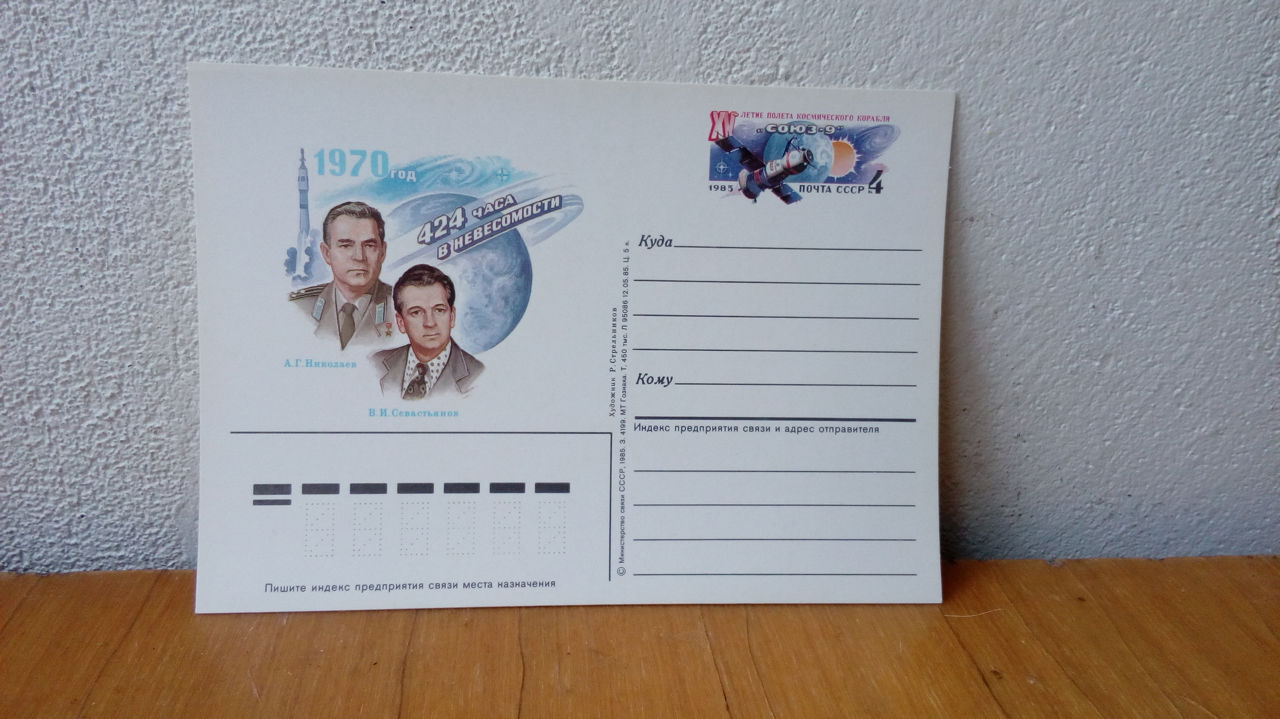 1970 год
424 ЧАСА
В НЕВЕСОМОСТИ
А.Г.Николаев
В.И.Севастьянов
Пишите индекс предприятия связи места назначения
© Министерство связи СССР, 1985. З. 4199. МТ Гознака. Т. 450 тыс. Л 95086 12.05.85. Ц. 5 к.
Художник Р. Стрельников
XV ЛЕТИЕ ПОЛЕТА КОСМИЧЕСКОГО КОРАБЛЯ
"СОЮЗ-9"
1985 ПОЧТА СССР 4к
Куда
Кому
Индекс предприятия связи и адрес отправителя